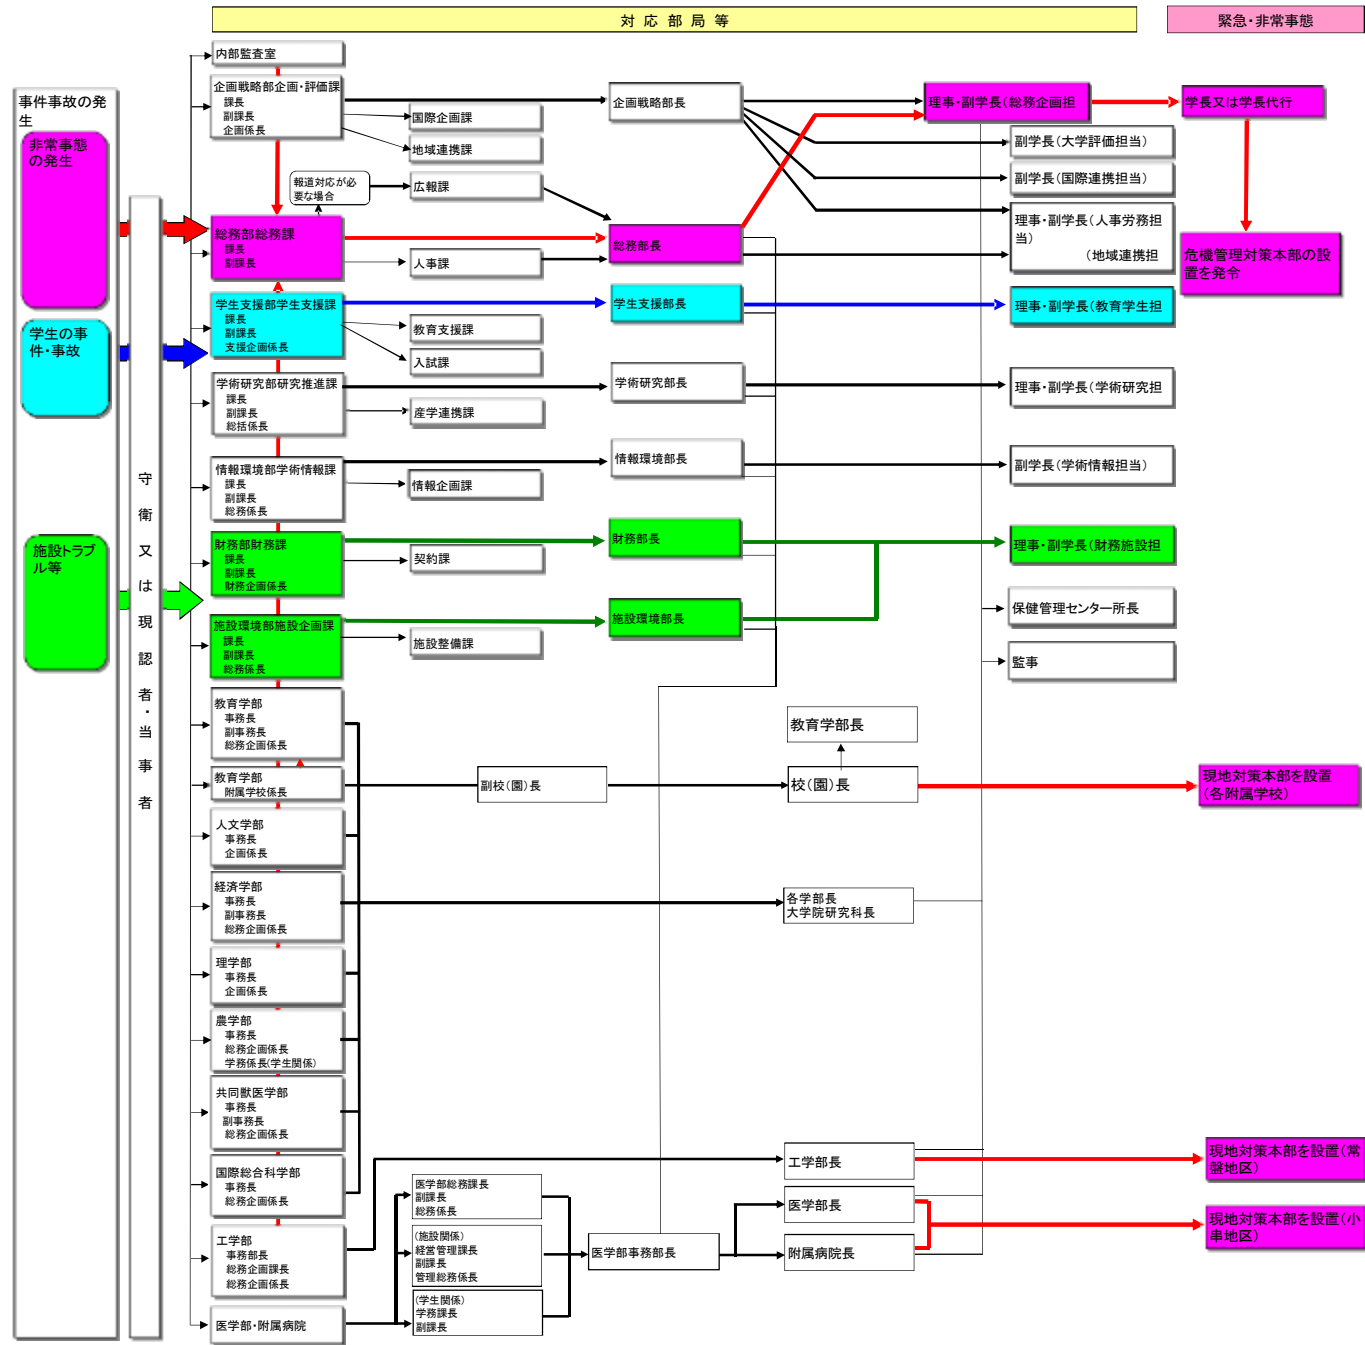 対応部局等
緊急・非常事態
事件事故の発
生
非常事態
の発生
学生の事
件・事故
施設トラブ
ル等
守衛又は現認者・当事者
内部監査室
企画戦略部企画・評価課
課長
副課長
企画係長
国際企画課
地域連携課
報道対応が必
要な場合
広報課
総務部総務課
課長
副課長
人事課
学生支援部学生支援課
課長
副課長
支援企画係長
教育支援課
入試課
学術研究部研究推進課
課長
副課長
総括係長
産学連携課
情報環境部学術情報課
課長
副課長
総務係長
情報企画課
財務部財務課
課長
副課長
財務企画係長
契約課
施設環境部施設企画課
課長
副課長
総務係長
施設整備課
教育学部
事務長
副事務長
総務企画係長
教育学部
附属学校係長
人文学部
事務長
企画係長
経済学部
事務長
副事務長
総務企画係長
理学部
事務長
企画係長
農学部
事務長
総務企画係長
学務係長(学生関係)
共同獣医学部
事務長
副事務長
総務企画係長
国際総合科学部
事務長
総務企画係長
工学部
事務部長
総務企画課長
総務企画係長
医学部・附属病院
医学部総務課長
副課長
総務係長
(施設関係)
経営管理課長
副課長
管理総務係長
(学生関係)
学務課長
副課長
企画戦略部長
総務部長
学生支援部長
学術研究部長
情報環境部長
財務部長
施設環境部長
副校(園)長
医学部事務部長
教育学部長
校(園)長
各学部長
大学院研究科長
工学部長
医学部長
附属病院長
理事・副学長(総務企画担
副学長(大学評価担当)
副学長(国際連携担当)
理事・副学長(人事労務担
当)
(地域連携担
理事・副学長(教育学生担
理事・副学長(学術研究担
副学長(学術情報担当)
理事・副学長(財務施設担
保健管理センター所長
監事
学長又は学長代行
危機管理対策本部の設
置を発令
現地対策本部を設置
(各附属学校)
現地対策本部を設置(常
盤地区)
現地対策本部を設置(小
串地区)